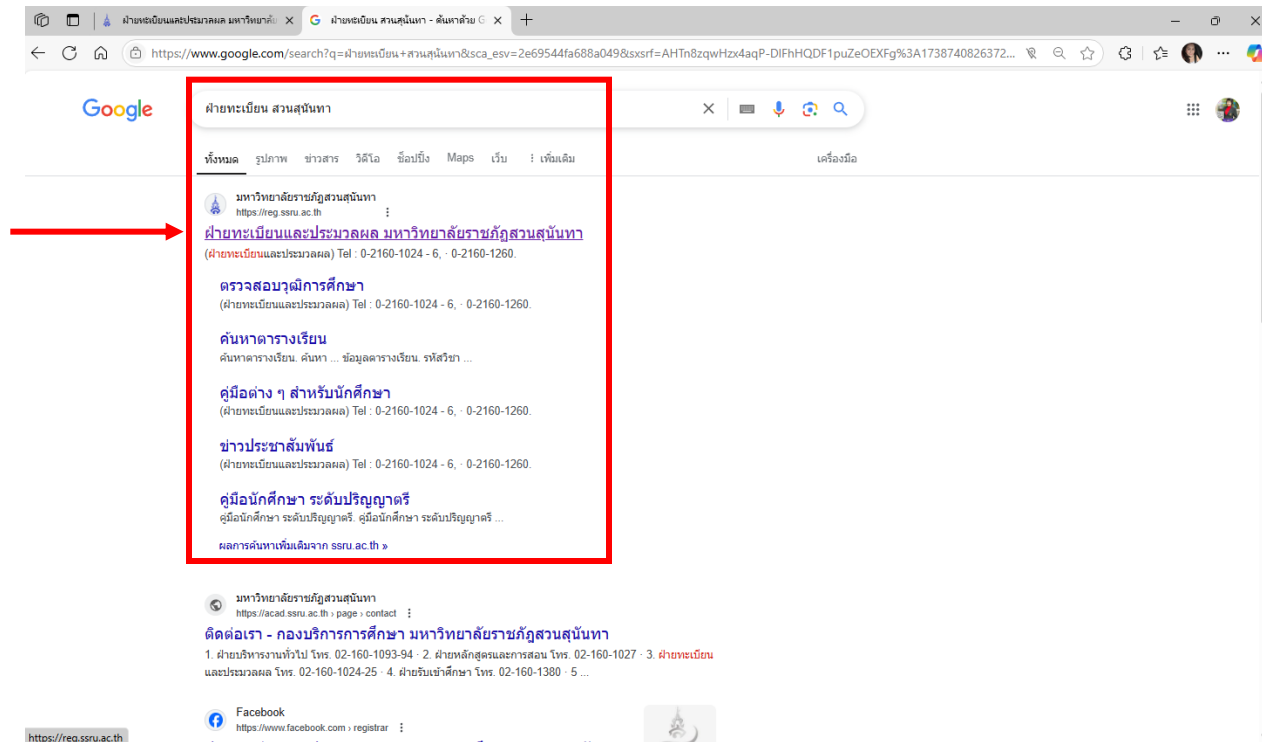 ฝ่ายทะเบียนและประมวลผล มหาวิทยาลัย
ฝ่ายทะเบียน สวนสุนันทา - ค้นหาด้วย G
https://www.google.com/search?q=ฝ่ายทะเบียน+สวนสุนันทา&sca_esv=2e69544fa688a049&sxsrf=AHTn8zqwHzx4aqP-DIFhHQDF1puZeOEXFg%3A1738740826372...
Google
ฝ่ายทะเบียน สวนสุนันทา
ทั้งหมด รูปภาพ ข่าวสาร วิดีโอ ช็อปปิ้ง Maps เว็บ เพิ่มเติม เครื่องมือ
มหาวิทยาลัยราชภัฏสวนสุนันทา
https://reg.ssru.ac.th
ฝ่ายทะเบียนและประมวลผล มหาวิทยาลัยราชภัฏสวนสุนันทา
(ฝ่ายทะเบียนและประมวลผล) Tel : 0-2160-1024 - 6, · 0-2160-1260.
ตรวจสอบวุฒิการศึกษา
(ฝ่ายทะเบียนและประมวลผล) Tel : 0-2160-1024 - 6, · 0-2160-1260.
ค้นหาตารางเรียน
ค้นหาตารางเรียน. ค้นหา ... ข้อมูลตารางเรียน. รหัสวิชา ...
คู่มือต่าง ๆ สำหรับนักศึกษา
(ฝ่ายทะเบียนและประมวลผล) Tel : 0-2160-1024 - 6, · 0-2160-1260.
ข่าวประชาสัมพันธ์
(ฝ่ายทะเบียนและประมวลผล) Tel : 0-2160-1024 - 6, · 0-2160-1260.
คู่มือนักศึกษา ระดับปริญญาตรี
คู่มือนักศึกษา ระดับปริญญาตรี. คู่มือนักศึกษา ระดับปริญญาตรี ...
ผลการค้นหาเพิ่มเติมจาก ssru.ac.th »
มหาวิทยาลัยราชภัฏสวนสุนันทา
https://acad.ssru.ac.th › page › contact
ติดต่อเรา - กองบริการการศึกษา มหาวิทยาลัยราชภัฏสวนสุนันทา
1. ฝ่ายบริหารงานทั่วไป โทร. 02-160-1093-94 · 2. ฝ่ายหลักสูตรและการสอน โทร. 02-160-1027 · 3. ฝ่ายทะเบียน
และประมวลผล โทร. 02-160-1024-25 · 4. ฝ่ายรับเข้าศึกษา โทร. 02-160-1380 · 5 ...
Facebook
https://www.facebook.com › registrar
https://reg.ssru.ac.th